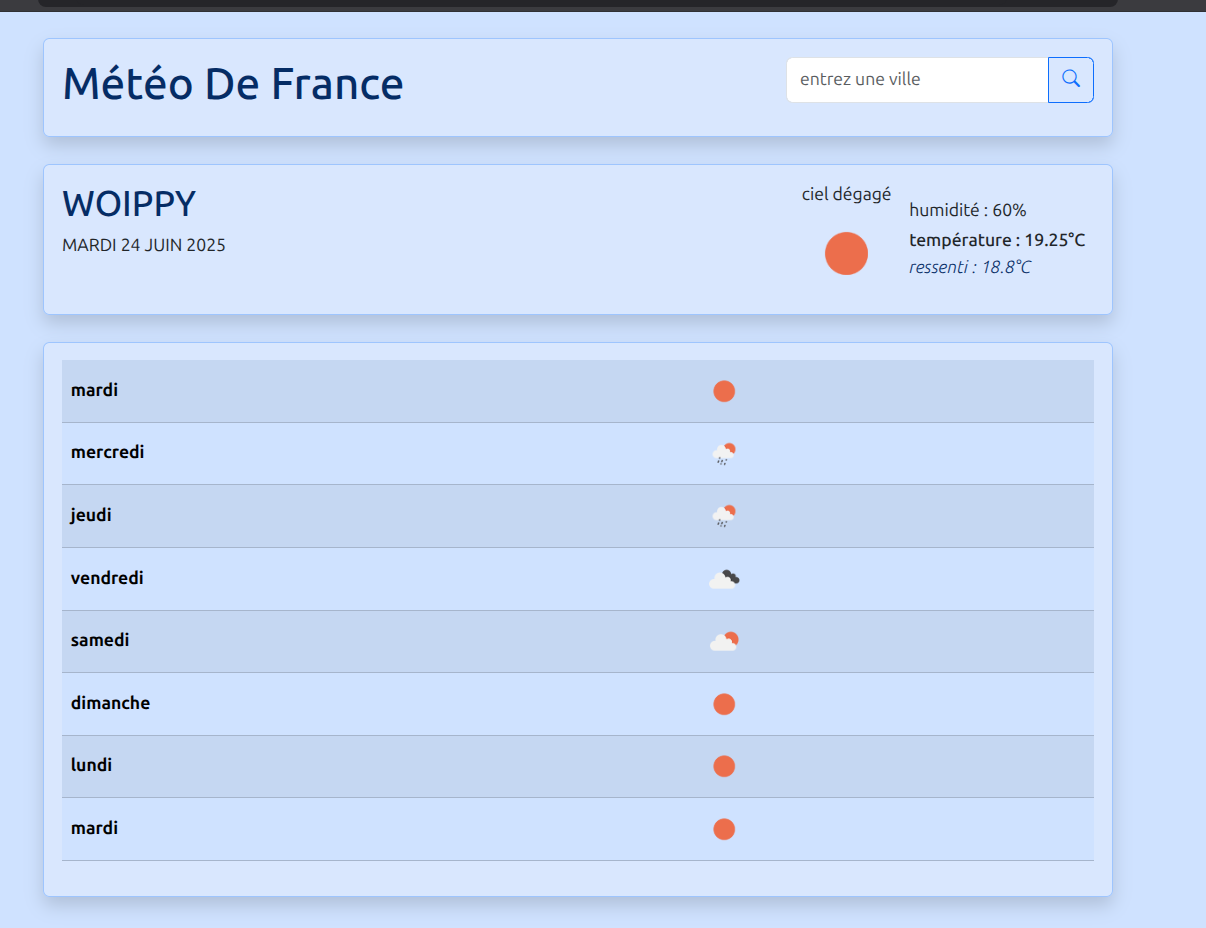 Météo De France
entrez une ville
WOIPPY
MARDI 24 JUIN 2025
ciel dégagé
humidité : 60%
température : 19.25°C
ressenti : 18.8°C
mardi
mercredi
jeudi
vendredi
samedi
dimanche
lundi
mardi